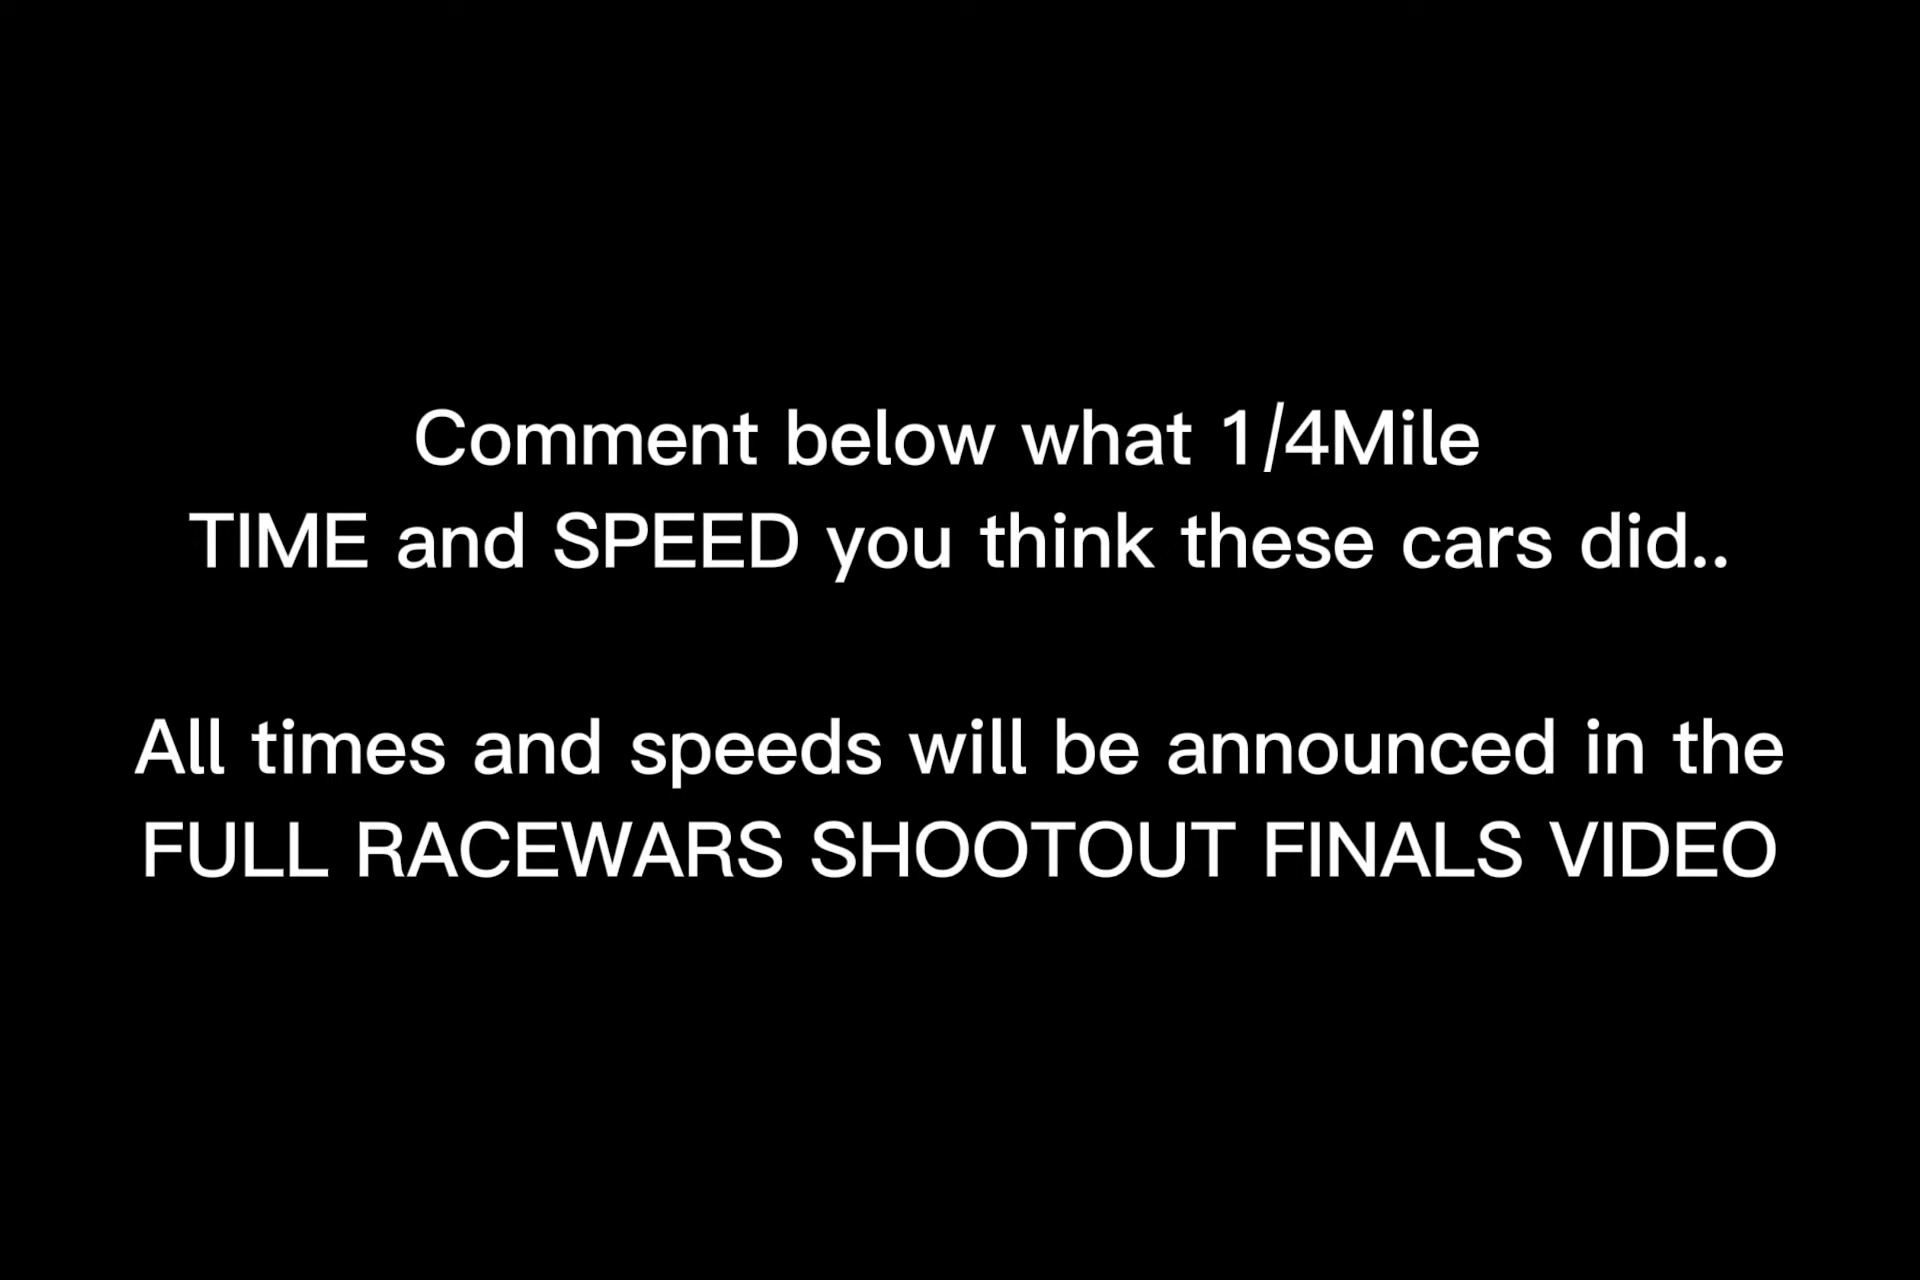 Comment below what 1/4Mile
TIME and SPEED you think these cars did..
All times and speeds will be announced in the
FULL RACEWARS SHOOTOUT FINALS VIDEO